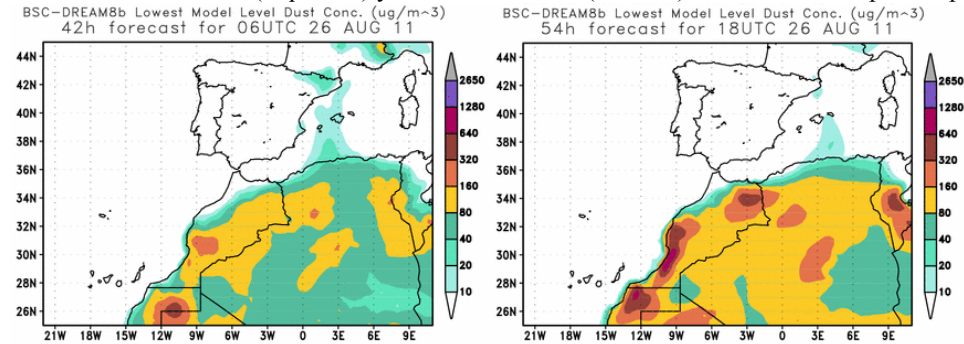 BSC-DREAM8b Lowest Model Level Dust Conc. (ug/m^3)
42h forecast for 06UTC 26 AUG 11
44N
42N
40N
38N
36N
34N
32N
30N
28N
26N
21W 18W 15W 12W 9W 6W 3W 0 3E 6E 9E
2650
1280
640
320
160
80
40
20
10
BSC-DREAM8b Lowest Model Level Dust Conc. (ug/m^3)
54h forecast for 18UTC 26 AUG 11
44N
42N
40N
38N
36N
34N
32N
30N
28N
26N
21W 18W 15W 12W 9W 6W 3W 0 3E 6E 9E
2650
1280
640
320
160
80
40
20
10